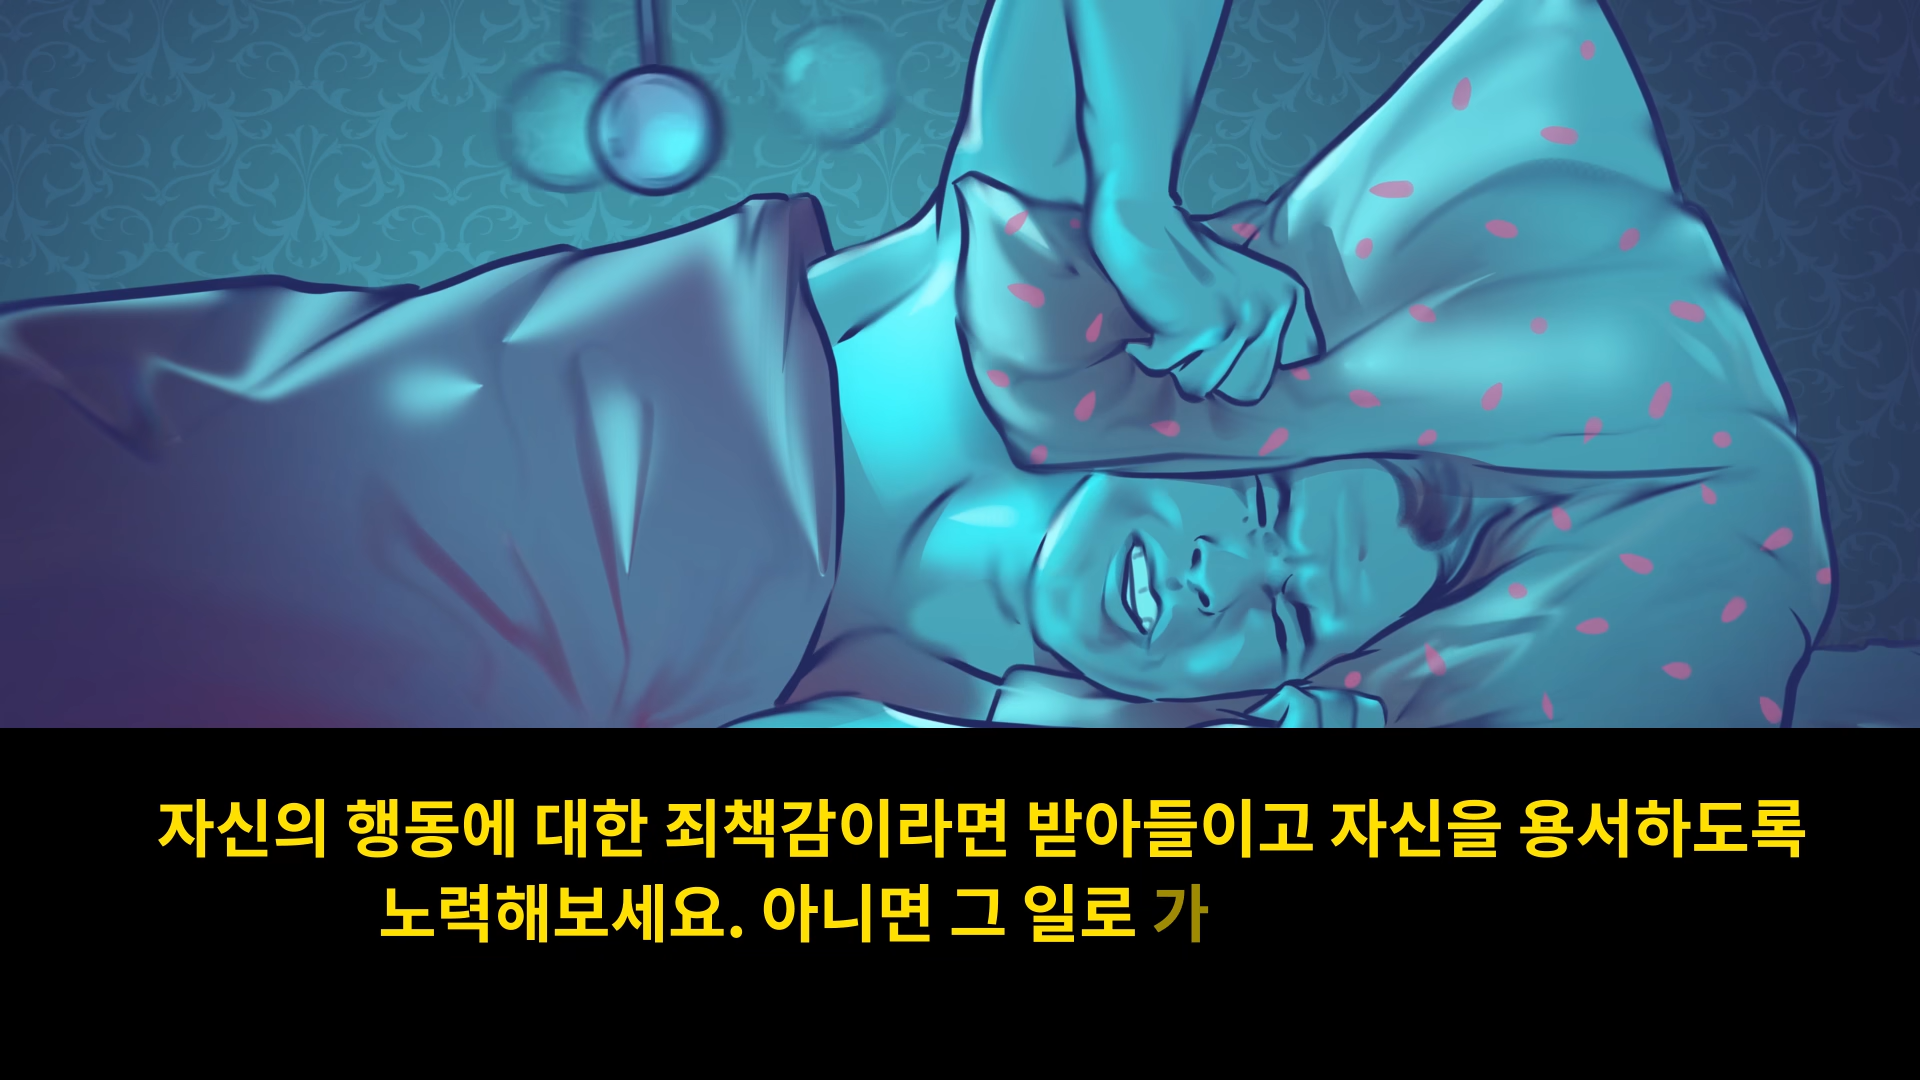 자신의 행동에 대한 죄책감이라면 받아들이고 자신을 용서하도록
노력해보세요. 아니면 그 일로 가